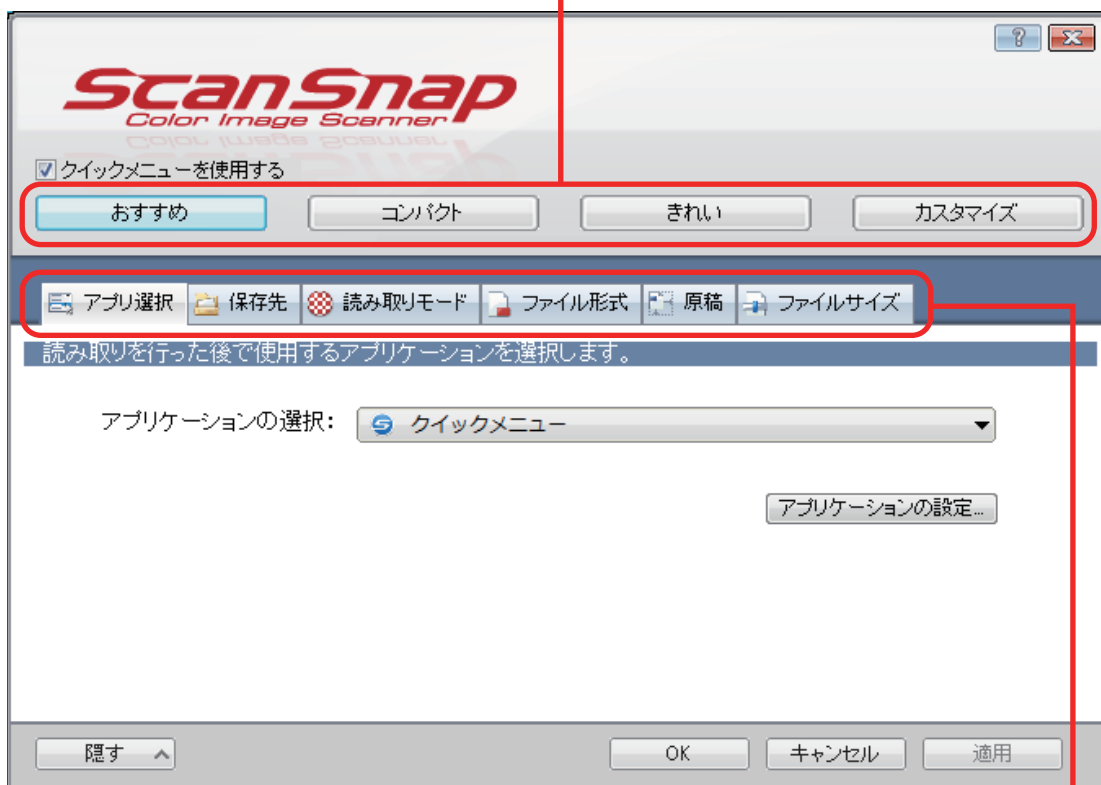 ScanSnap
Color Image Scanner
クイックメニューを使用する
おすすめ コンパクト きれい カスタマイズ
アプリ選択 保存先 読み取りモード ファイル形式 原稿 ファイルサイズ
読み取りを行った後で使用するアプリケーションを選択します。
アプリケーションの選択: クイックメニュー
アプリケーションの設定...
隠す OK キャンセル 適用